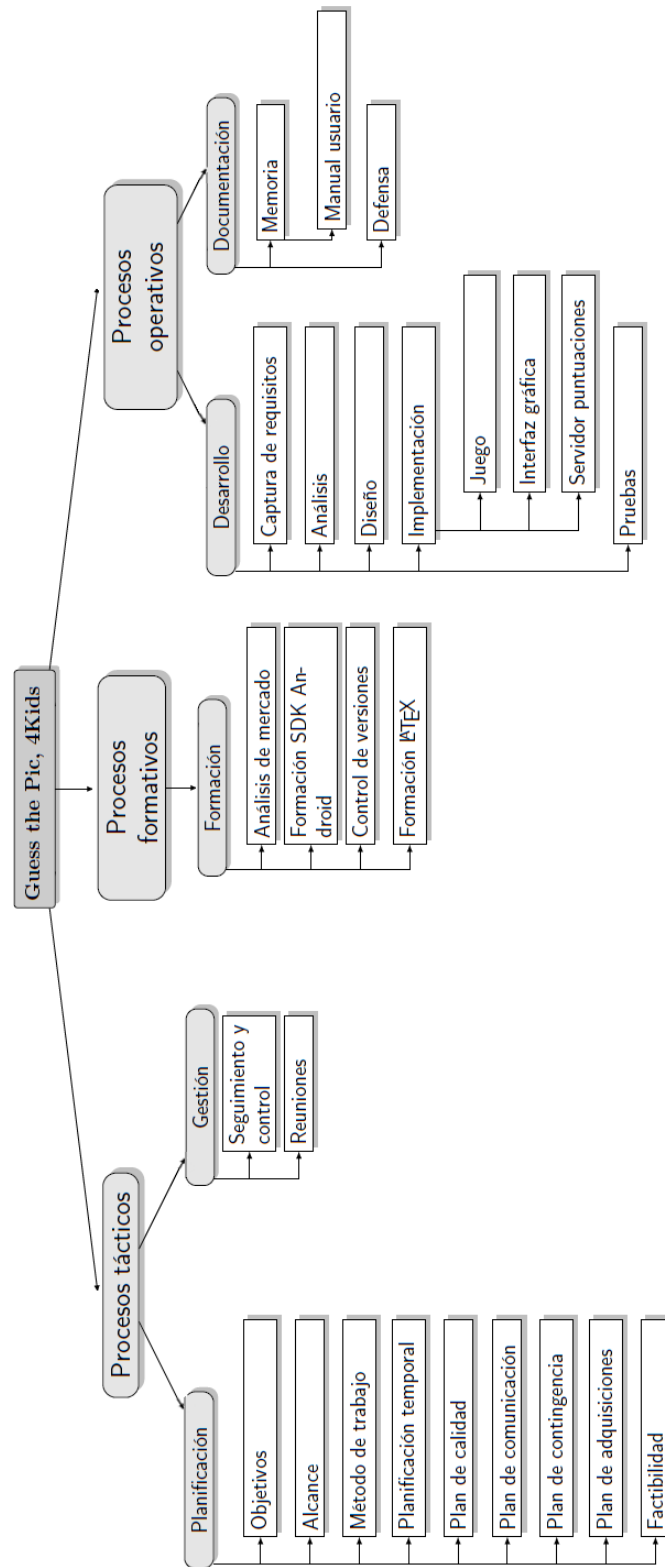 Guess the Pic, 4Kids
Procesos tácticos
Planificación
Objetivos
Alcance
Método de trabajo
Planificación temporal
Plan de calidad
Plan de comunicación
Plan de contingencia
Plan de adquisiciones
Factibilidad
Gestión
Seguimiento y
control
Reuniones
Procesos
formativos
Formación
Análisis de mercado
Formación SDK An-
droid
Control de versiones
Formación LATEX
Procesos
operativos
Desarrollo
Captura de requisitos
Análisis
Diseño
Implementación
Juego
Interfaz gráfica
Servidor puntuaciones
Pruebas
Documentación
Memoria
Manual usuario
Defensa